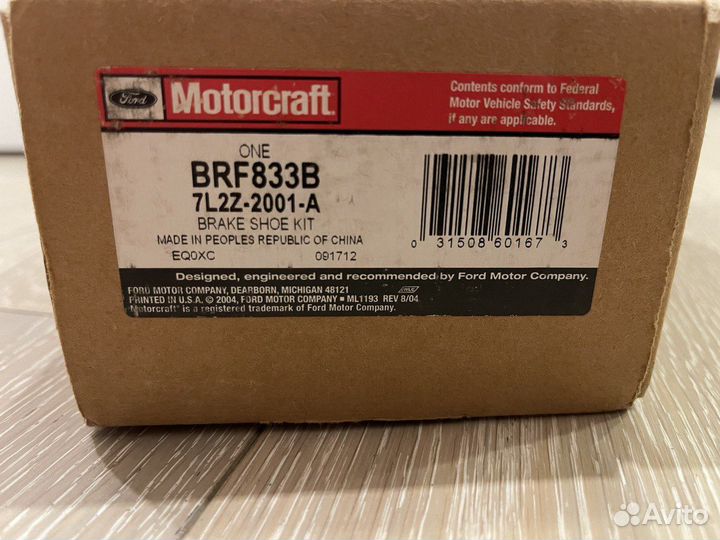 Ford
Motorcraft
Contents conform to Federal
Motor Vehicle Safety Standards,
if any are applicable.
ONE
BRF833B
7L2Z-2001-A
BRAKE SHOE KIT
MADE IN PEOPLES REPUBLIC OF CHINA
EQ0XC 091712
0 31508 60167 3
Designed, engineered and recommended by Ford Motor Company.
FORD MOTOR COMPANY, DEARBORN, MICHIGAN 48121
PRINTED IN U.S.A. © 2004, FORD MOTOR COMPANY • ML1193 REV 8/04
Motorcraft® is a registered trademark of Ford Motor Company.
Avito